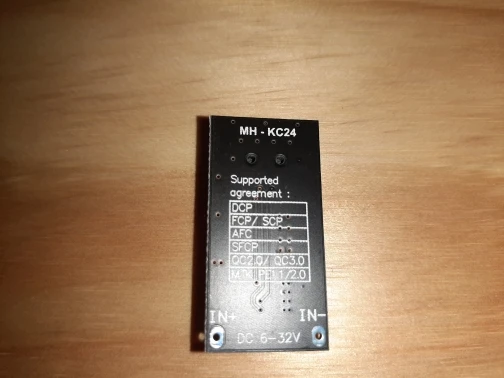 MH - KC24
Supported
agreement :
DCP
FCP/ SCP
AFC
SFCP
QC2.0/ QC3.0
MTK PE1.1/2.0
IN+ IN-
DC 6-32V